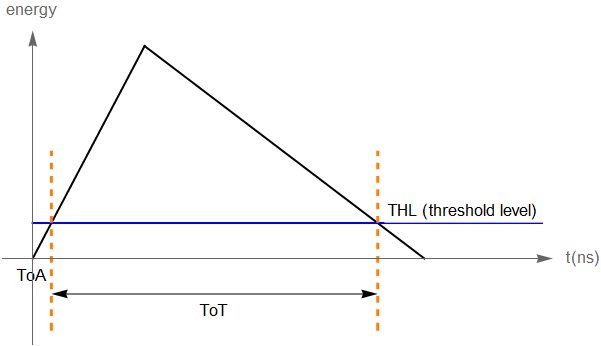 energy
THL (threshold level)
t(ns)
ToA
ToT